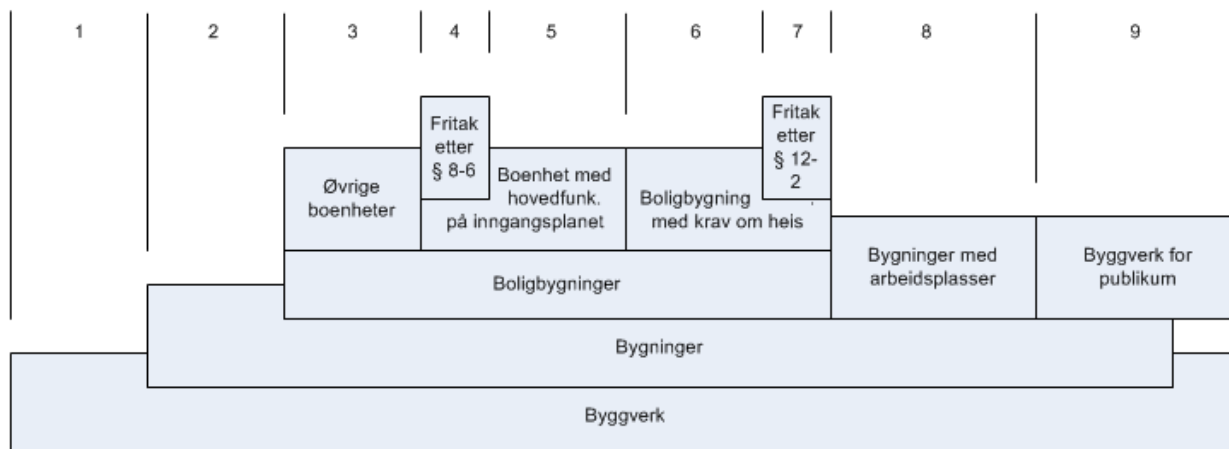 1 2 3 4 5 6 7 8 9
Fritak
etter
§ 8-6
Fritak
etter
§ 12-
2
Øvrige
boenheter
Boenhet med
hovedfunk.
på inngangsplanet
Boligbygning
med krav om heis
Bygninger med
arbeidsplasser
Byggverk for
publikum
Boligbygninger
Bygninger
Byggverk